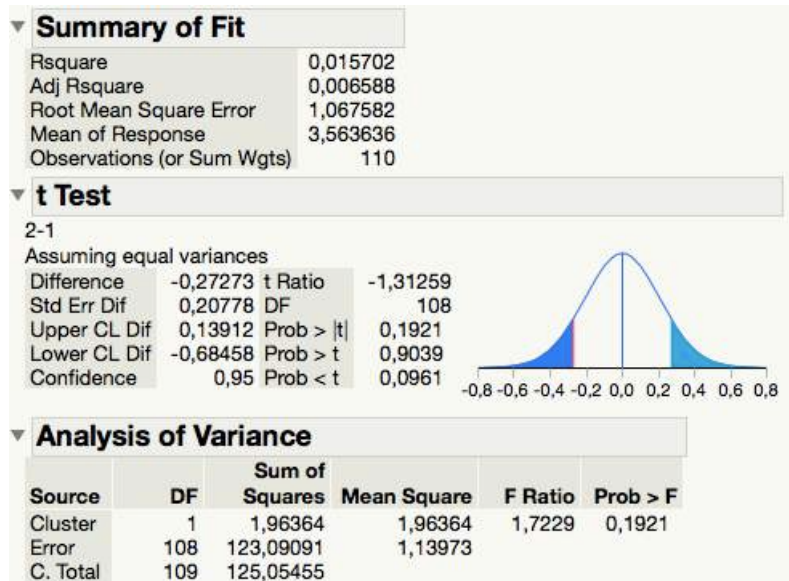 Summary of Fit
Rsquare 0,015702
Adj Rsquare 0,006588
Root Mean Square Error 1,067582
Mean of Response 3,563636
Observations (or Sum Wgts) 110
t Test
2-1
Assuming equal variances
Difference -0,27273 t Ratio -1,31259
Std Err Dif 0,20778 DF 108
Upper CL Dif 0,13912 Prob > |t| 0,1921
Lower CL Dif -0,68458 Prob > t 0,9039
Confidence 0,95 Prob < t 0,0961
-0,8 -0,6 -0,4 -0,2 0,0 0,2 0,4 0,6 0,8
Analysis of Variance
Sum of
Source DF Squares Mean Square F Ratio Prob > F
Cluster 1 1,96364 1,96364 1,7229 0,1921
Error 108 123,09091 1,13973
C. Total 109 125,05455